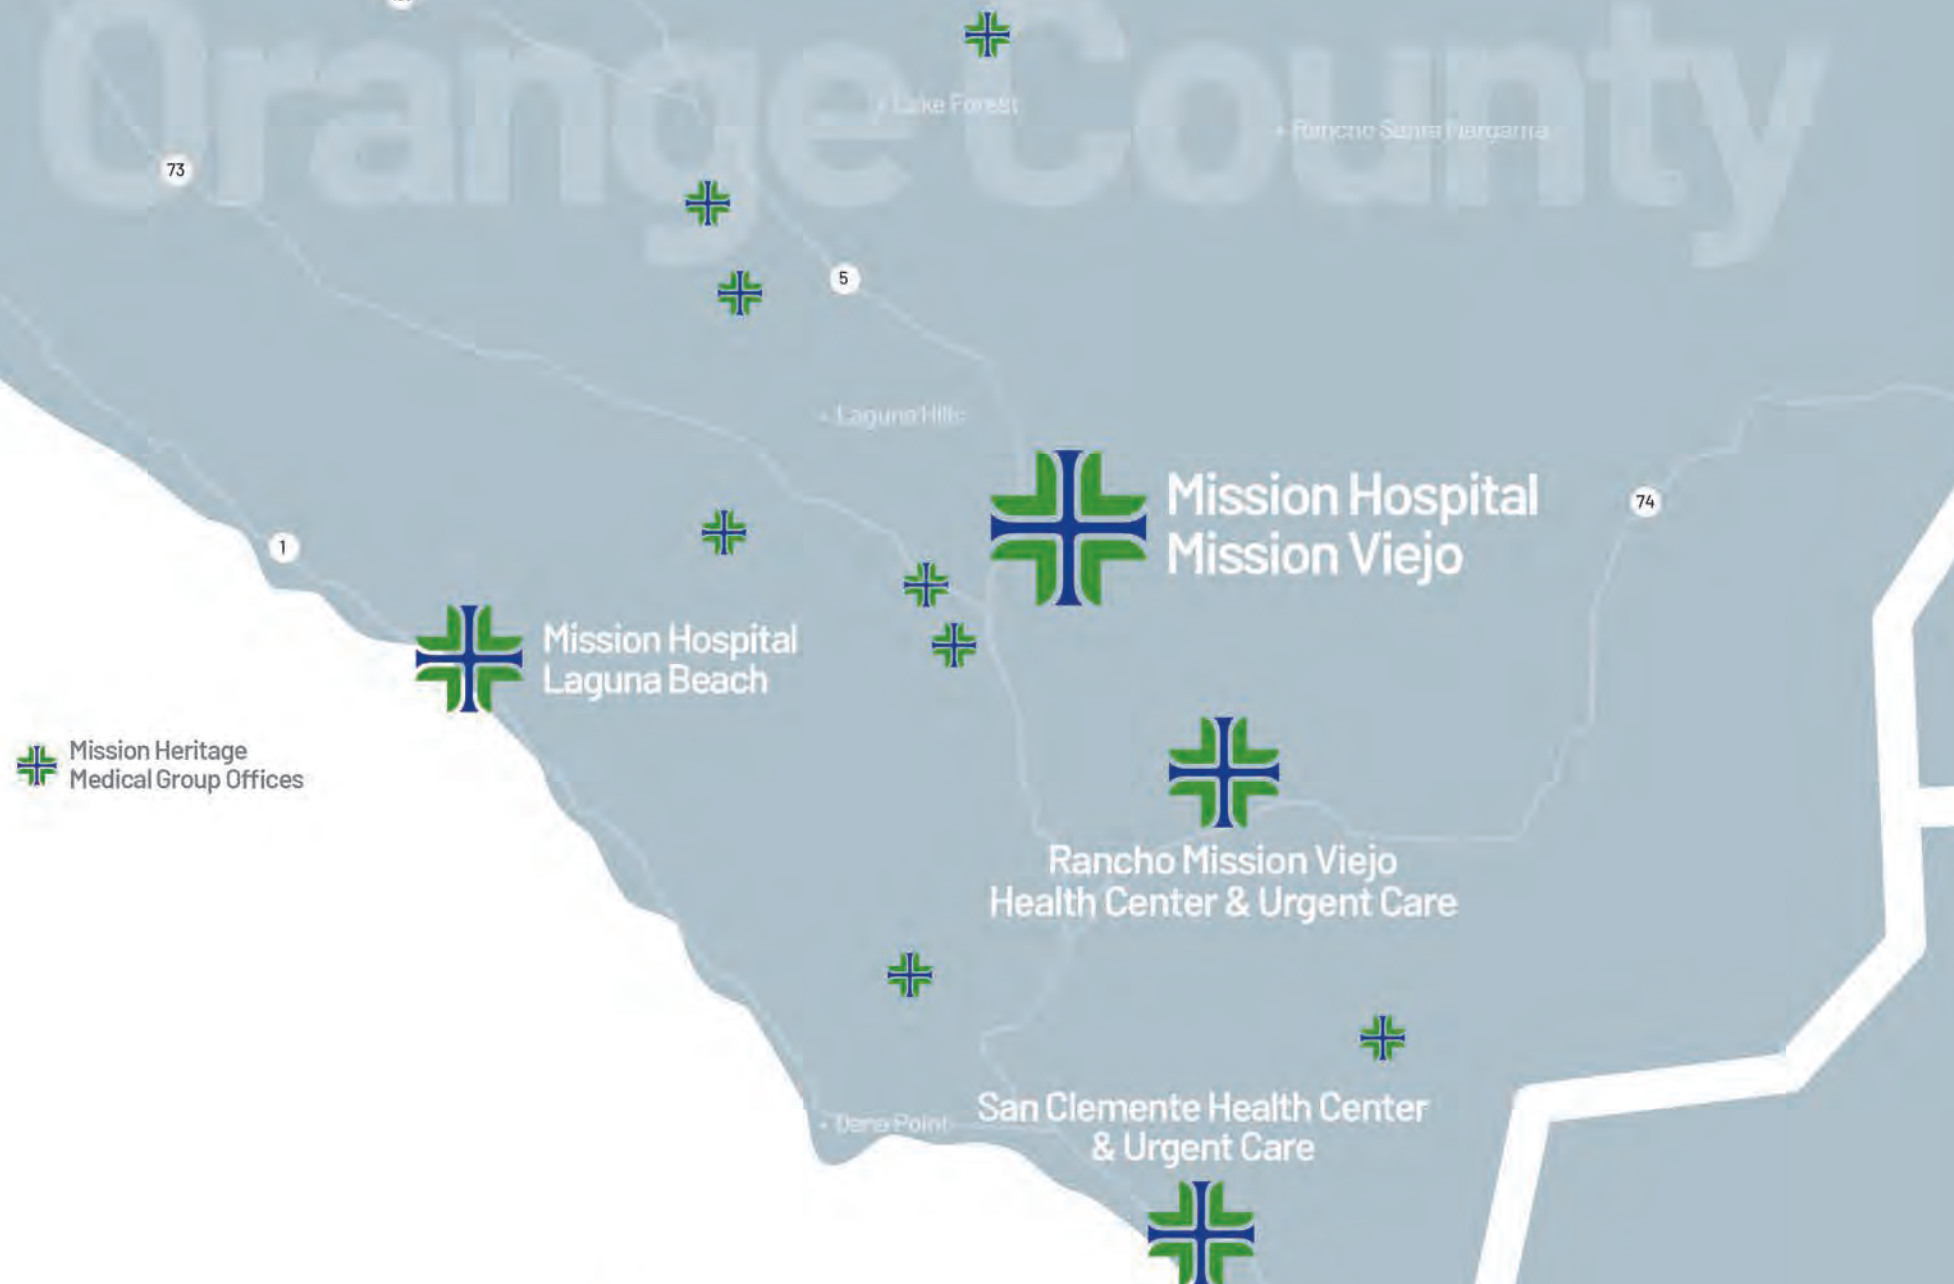 Orange County
Lake Forest
Rancho Santa Margarita
73
5
Laguna Hills
Mission Hospital
Mission Viejo
74
1
Mission Hospital
Laguna Beach
Mission Heritage
Medical Group Offices
Rancho Mission Viejo
Health Center & Urgent Care
San Clemente Health Center
& Urgent Care
Dana Point